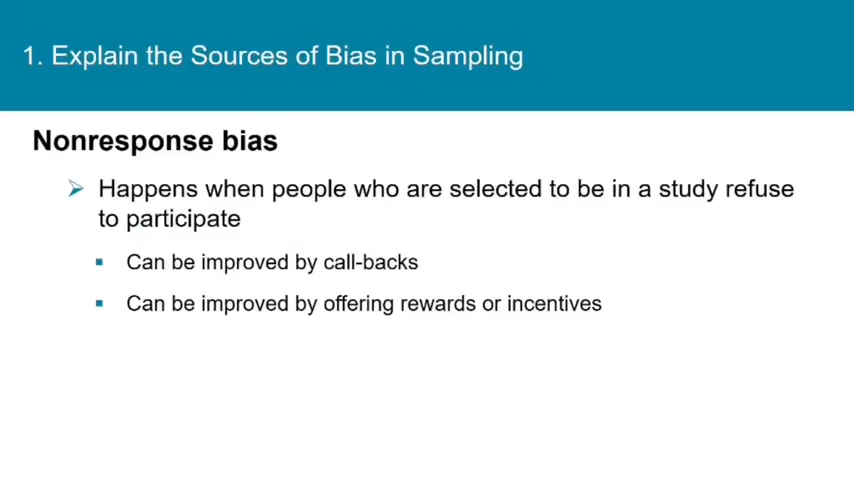 1. Explain the Sources of Bias in Sampling
Nonresponse bias
Happens when people who are selected to be in a study refuse
to participate
Can be improved by call-backs
Can be improved by offering rewards or incentives